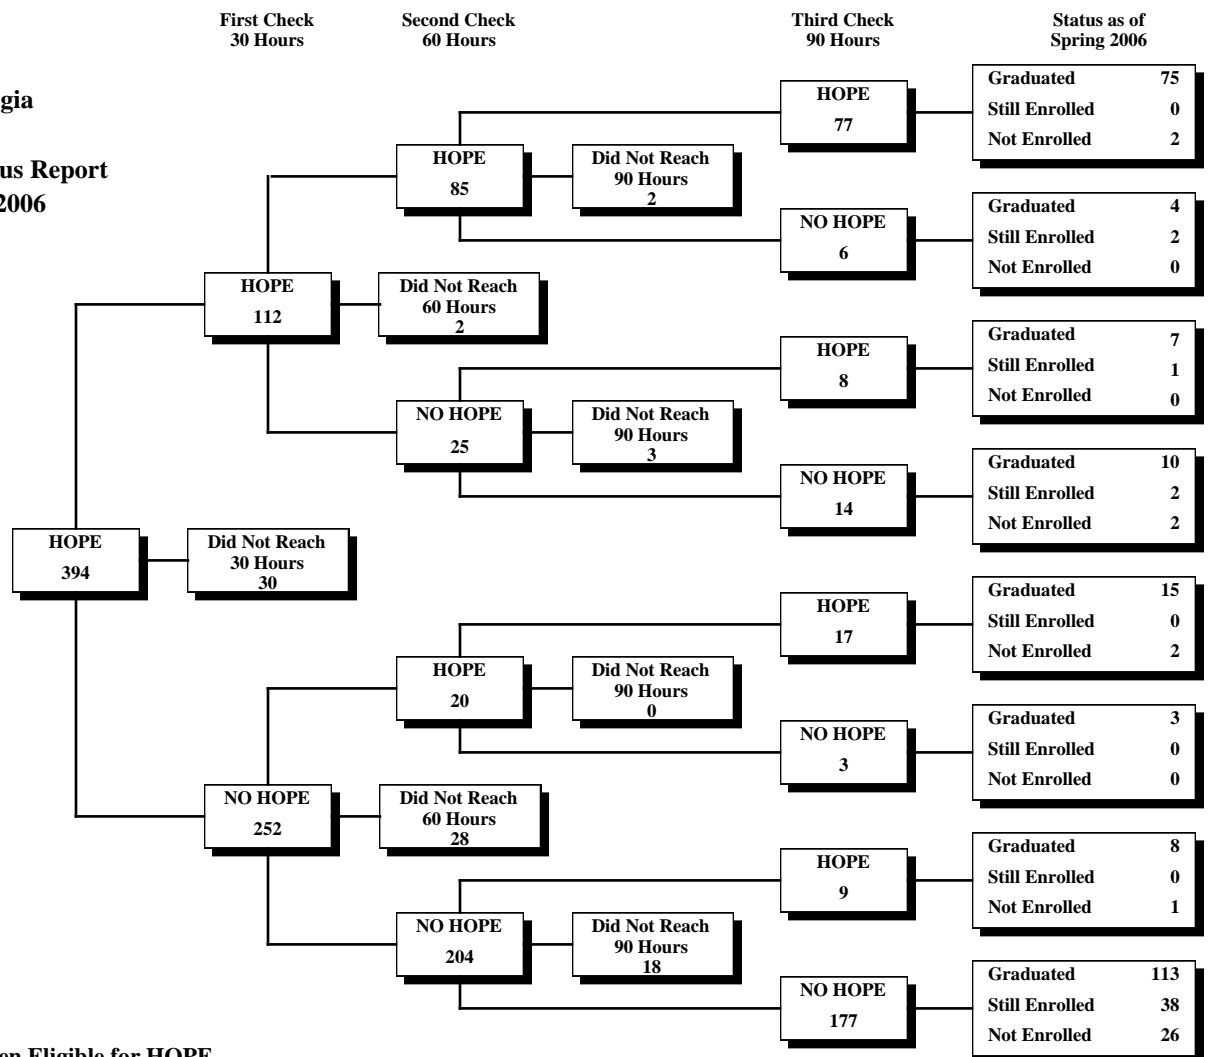 First Check
30 Hours
Second Check
60 Hours
Third Check
90 Hours
Status as of
Spring 2006
gia
us Report
2006
HOPE
394
Did Not Reach
30 Hours
30
HOPE
112
Did Not Reach
60 Hours
2
NO HOPE
252
Did Not Reach
60 Hours
28
HOPE
85
Did Not Reach
90 Hours
2
NO HOPE
25
Did Not Reach
90 Hours
3
HOPE
20
Did Not Reach
90 Hours
0
NO HOPE
204
Did Not Reach
90 Hours
18
HOPE
77
Graduated 75
Still Enrolled 0
Not Enrolled 2
NO HOPE
6
Graduated 4
Still Enrolled 2
Not Enrolled 0
HOPE
8
Graduated 7
Still Enrolled 1
Not Enrolled 0
NO HOPE
14
Graduated 10
Still Enrolled 2
Not Enrolled 2
HOPE
17
Graduated 15
Still Enrolled 0
Not Enrolled 2
NO HOPE
3
Graduated 3
Still Enrolled 0
Not Enrolled 0
HOPE
9
Graduated 8
Still Enrolled 0
Not Enrolled 1
NO HOPE
177
Graduated 113
Still Enrolled 38
Not Enrolled 26
en Eligible for HOPE